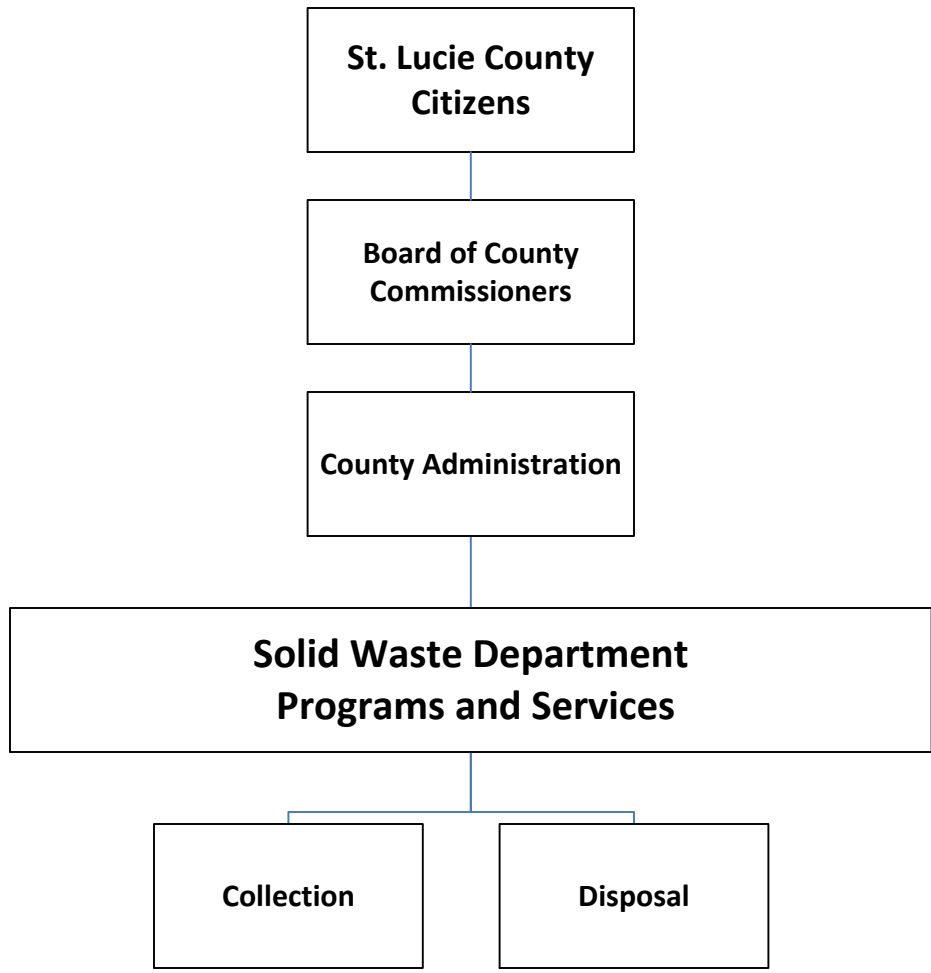 St. Lucie County
Citizens
Board of County
Commissioners
County Administration
Solid Waste Department
Programs and Services
Collection
Disposal